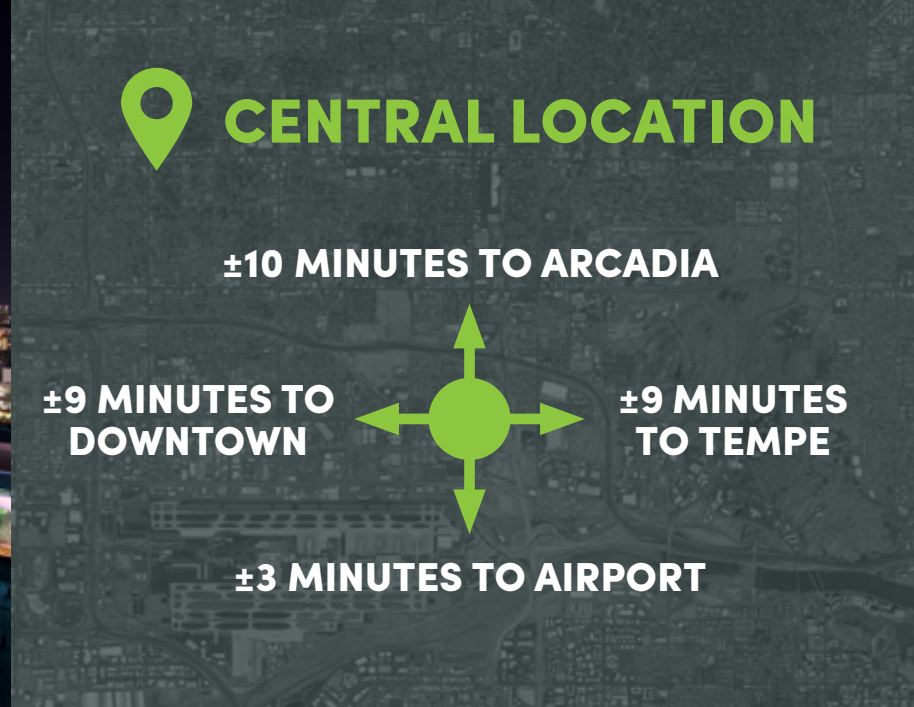 CENTRAL LOCATION
±10 MINUTES TO ARCADIA
±9 MINUTES TO
DOWNTOWN
±9 MINUTES
TO TEMPE
±3 MINUTES TO AIRPORT